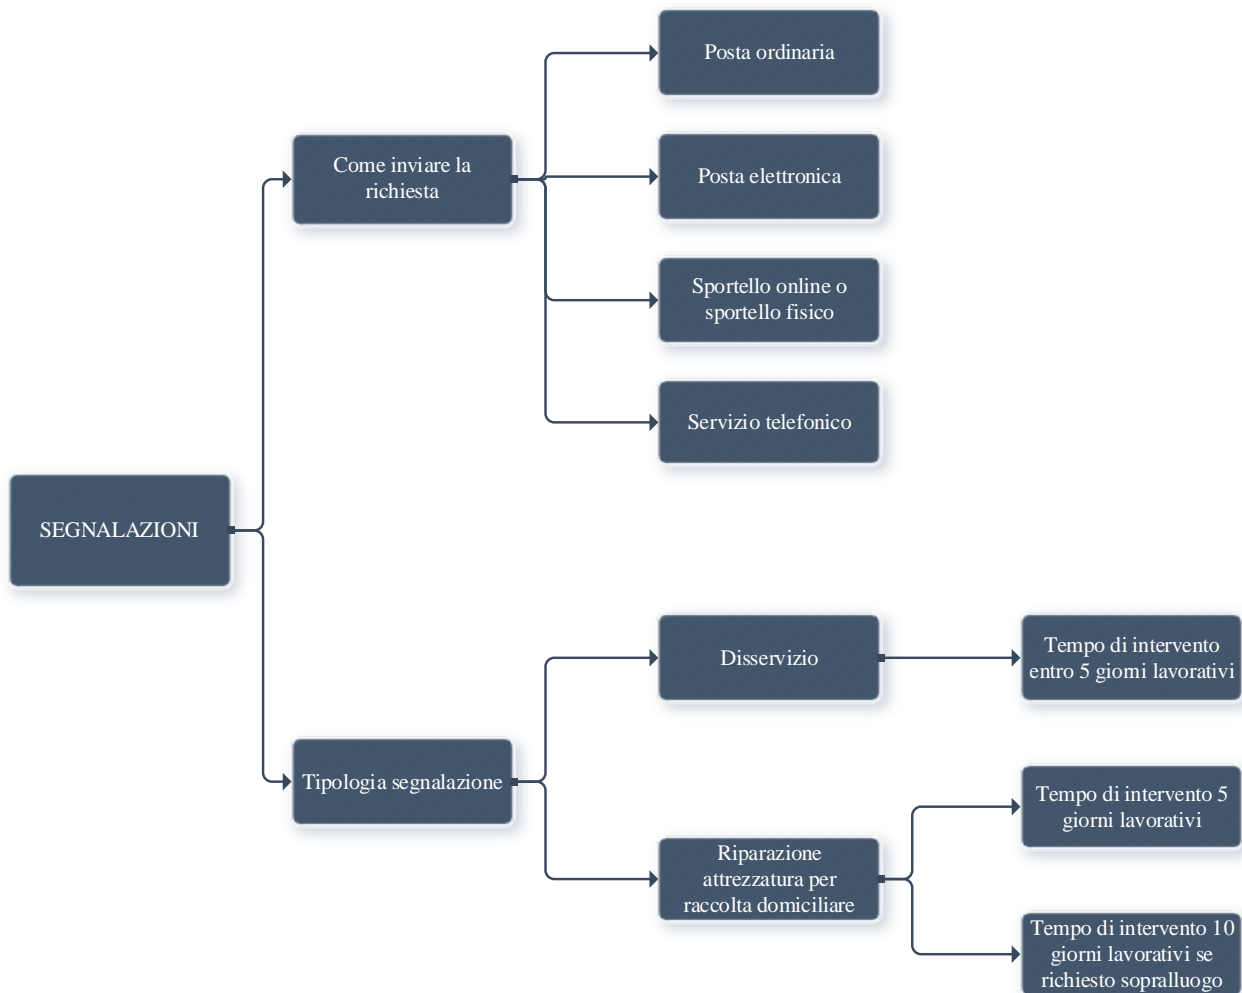 Posta ordinaria
Come inviare la
richiesta
Posta elettronica
Sportello online o
sportello fisico
Servizio telefonico
SEGNALAZIONI
Disservizio
Tempo di intervento
entro 5 giorni lavorativi
Tipologia segnalazione
Tempo di intervento 5
giorni lavorativi
Riparazione
attrezzatura per
raccolta domiciliare
Tempo di intervento 10
giorni lavorativi se
richiesto sopralluogo